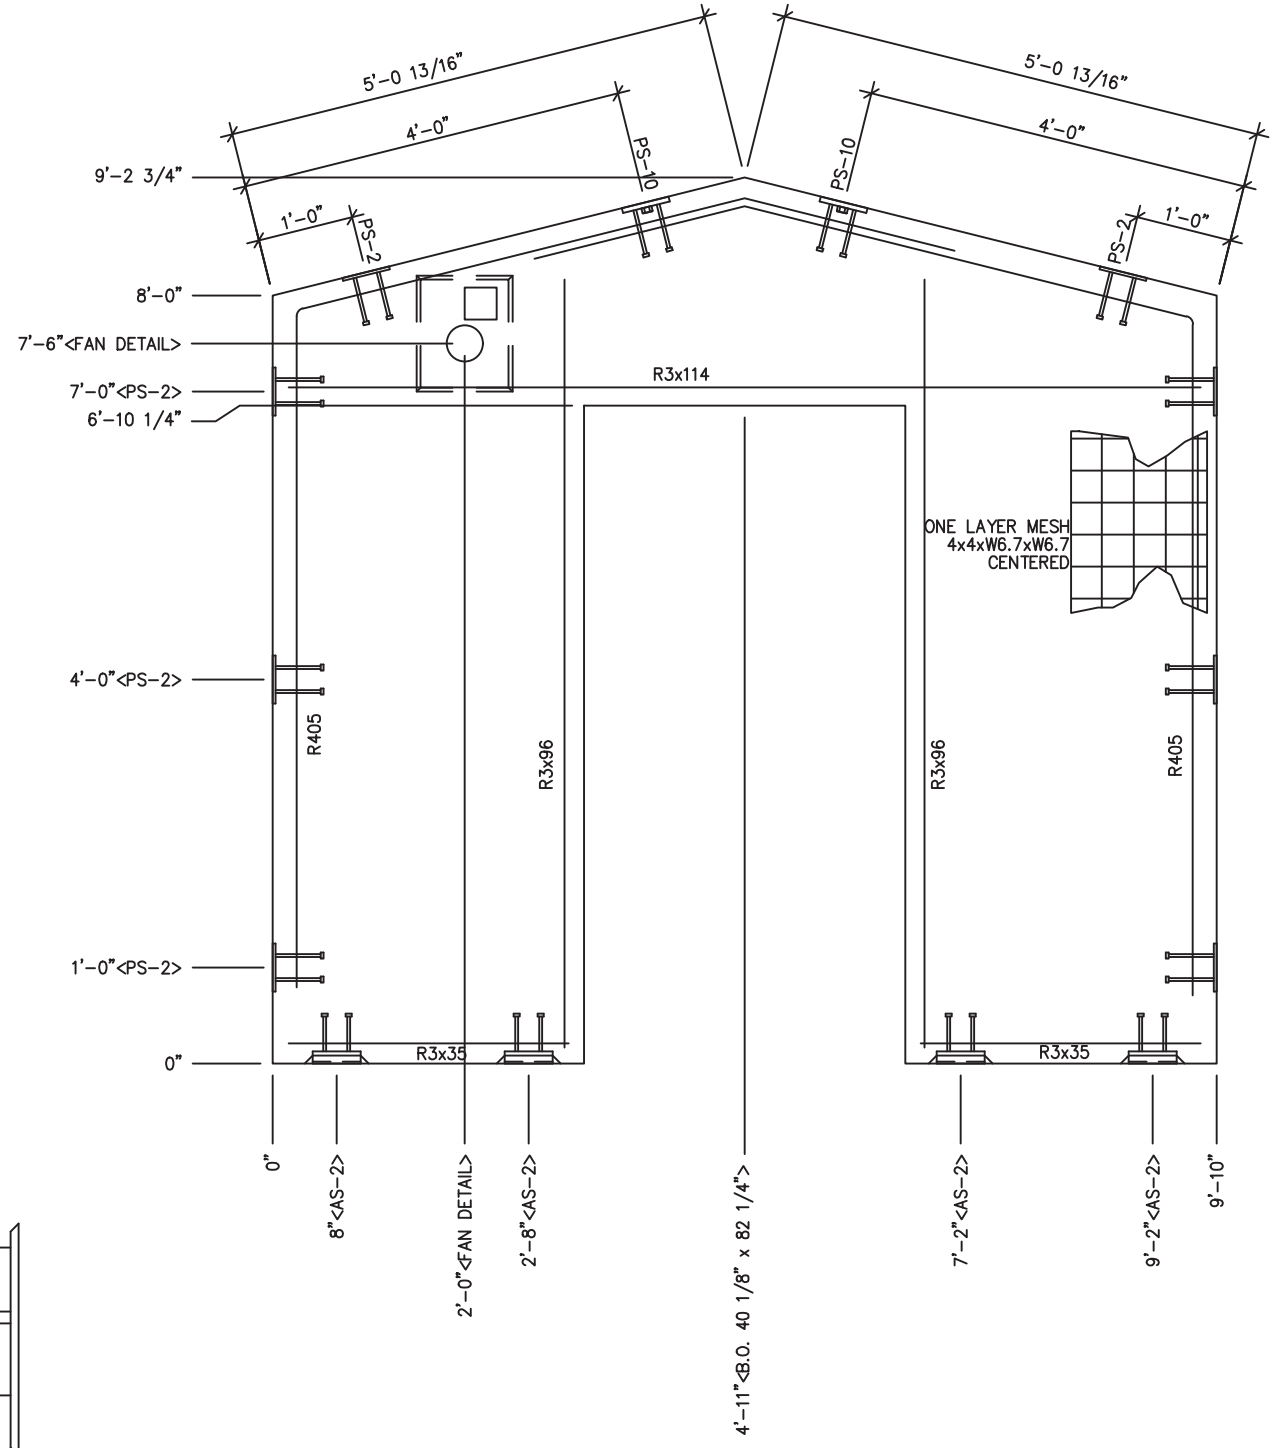 5'-0 13/16"
5'-0 13/16"
4'-0"
4'-0"
PS-10
PS-10
9'-2 3/4"
1'-0"
PS-2
PS-2
1'-0"
8'-0"
7'-6"<FAN DETAIL>
7'-0"<PS-2>
R3x114
6'-10 1/4"
ONE LAYER MESH
4x4xW6.7xW6.7
CENTERED
4'-0"<PS-2>
R405
R3x96
R3x96
R405
1'-0"<PS-2>
0"
R3x35
R3x35
0"
8"<AS-2>
2'-0"<FAN DETAIL>
2'-8"<AS-2>
4'-11"<B.O. 40 1/8" x 82 1/4">
7'-2"<AS-2>
9'-2"<AS-2>
9'-10"